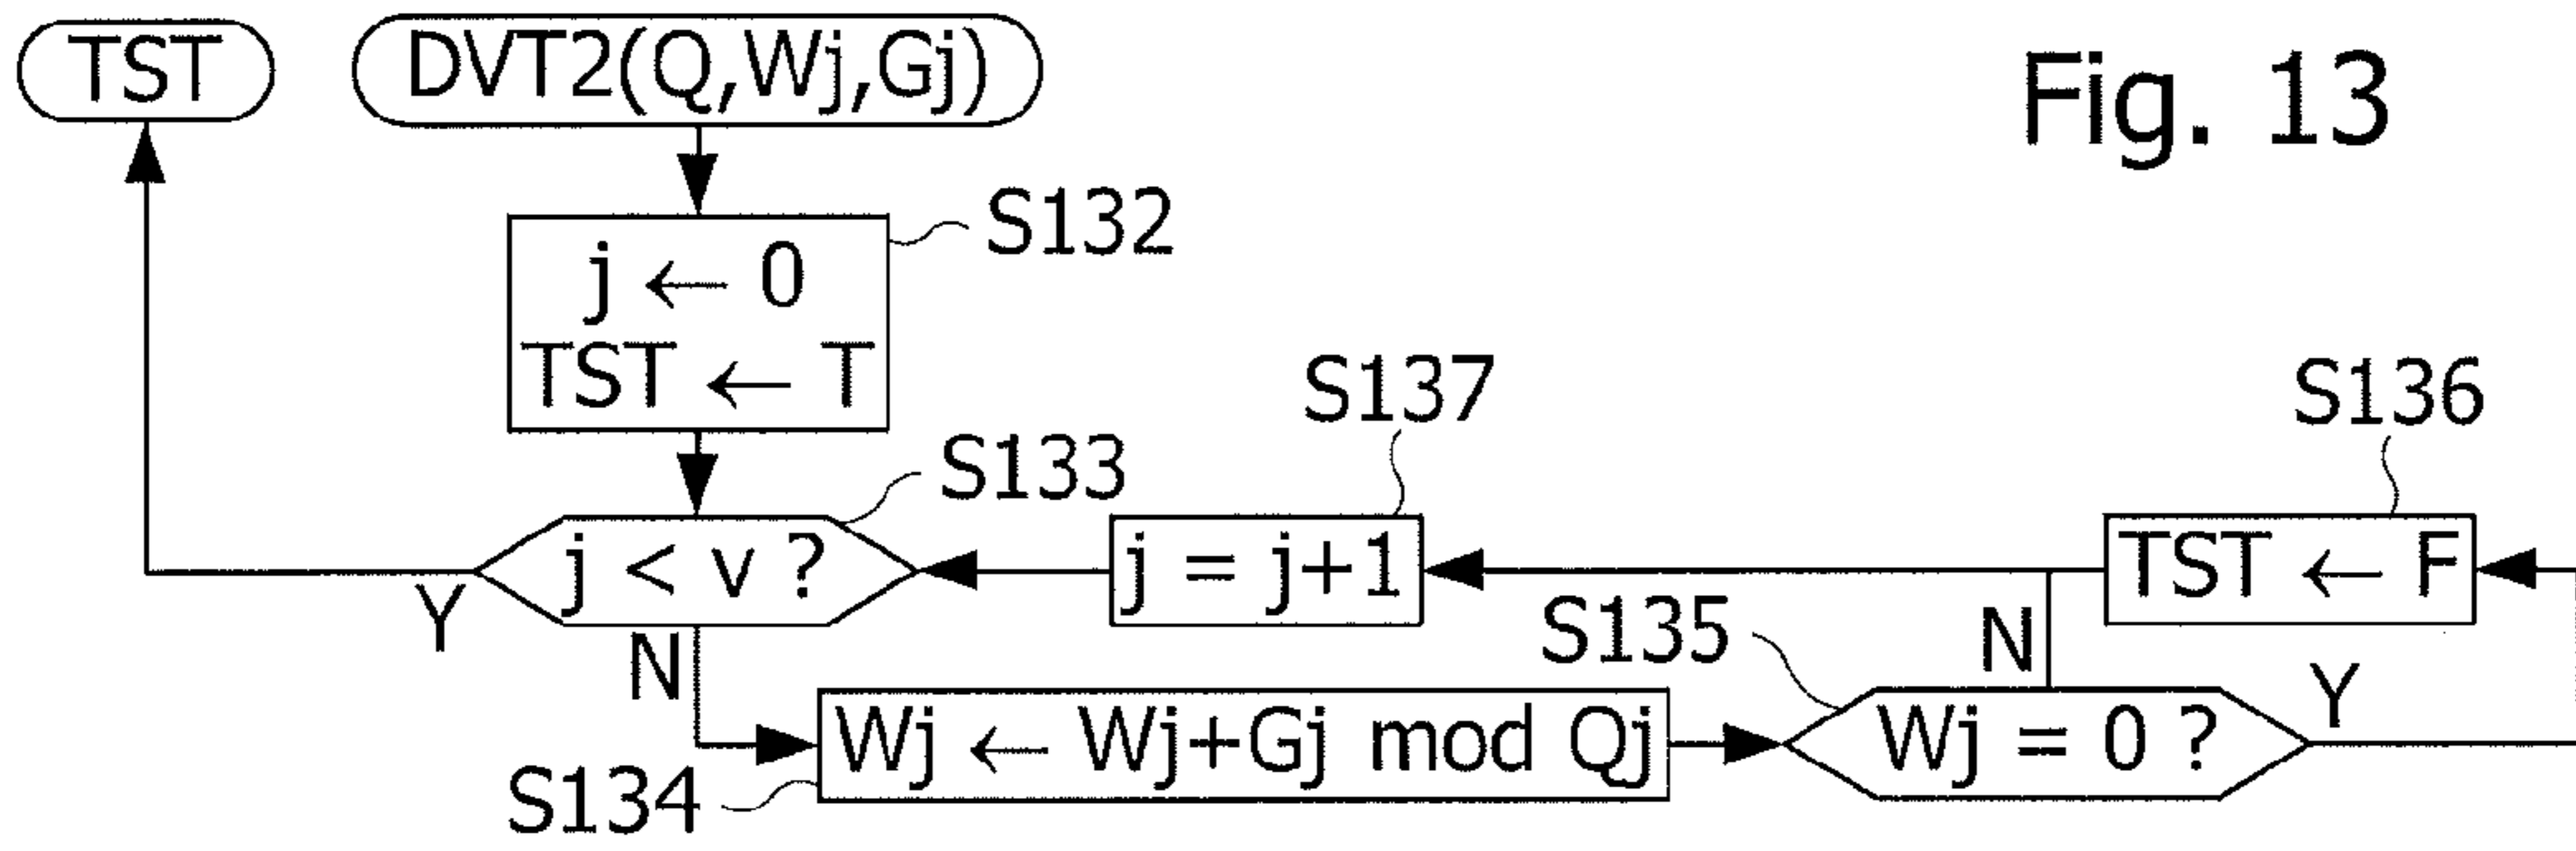 TST
DVT2(Q,Wj,Gj)
Fig. 13
S132
j ← 0
TST ← T
S137
S136
S133
j < v ?
j = j+1
TST ← F
Y
N
S135
N
Y
Wj ← Wj+Gj mod Qj
Wj = 0 ?
S134